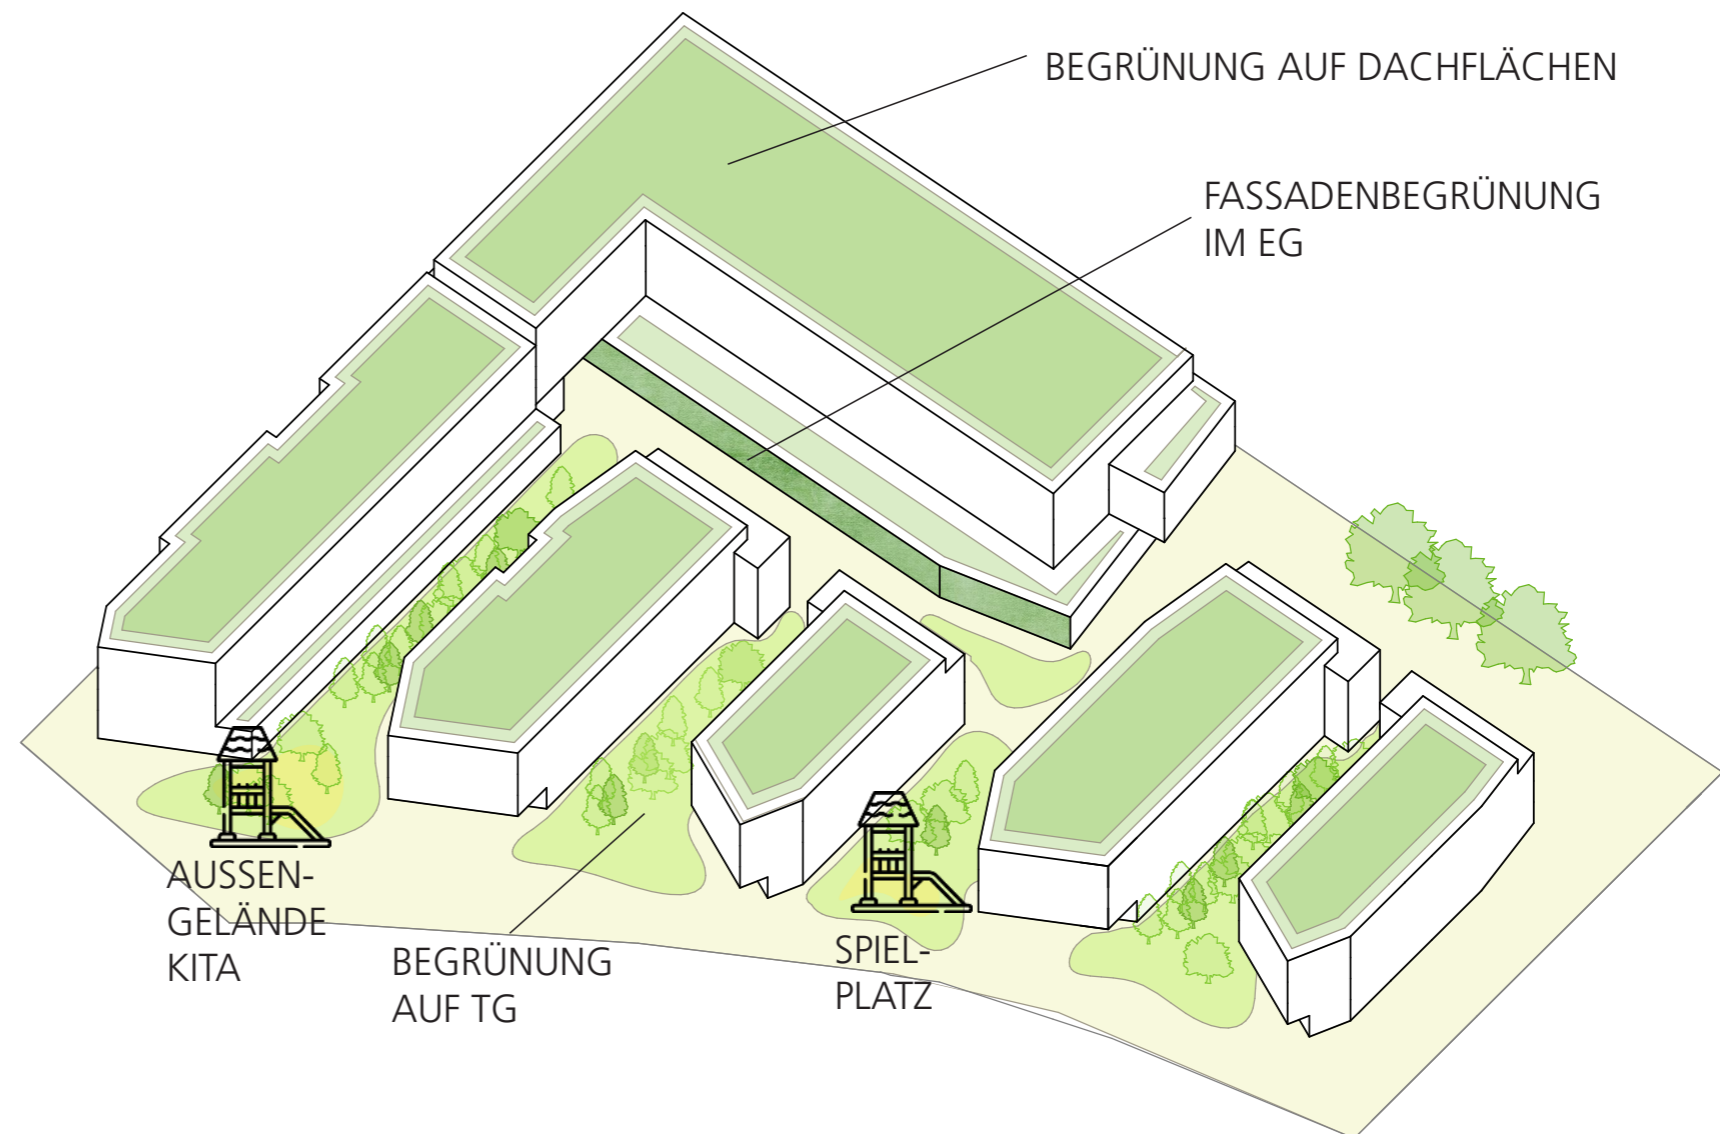 BEGRÜNUNG AUF DACHFLÄCHEN
FASSADENBEGRÜNUNG
IM EG
AUSSEN-
GELÄNDE
KITA
BEGRÜNUNG
AUF TG
SPIEL-
PLATZ